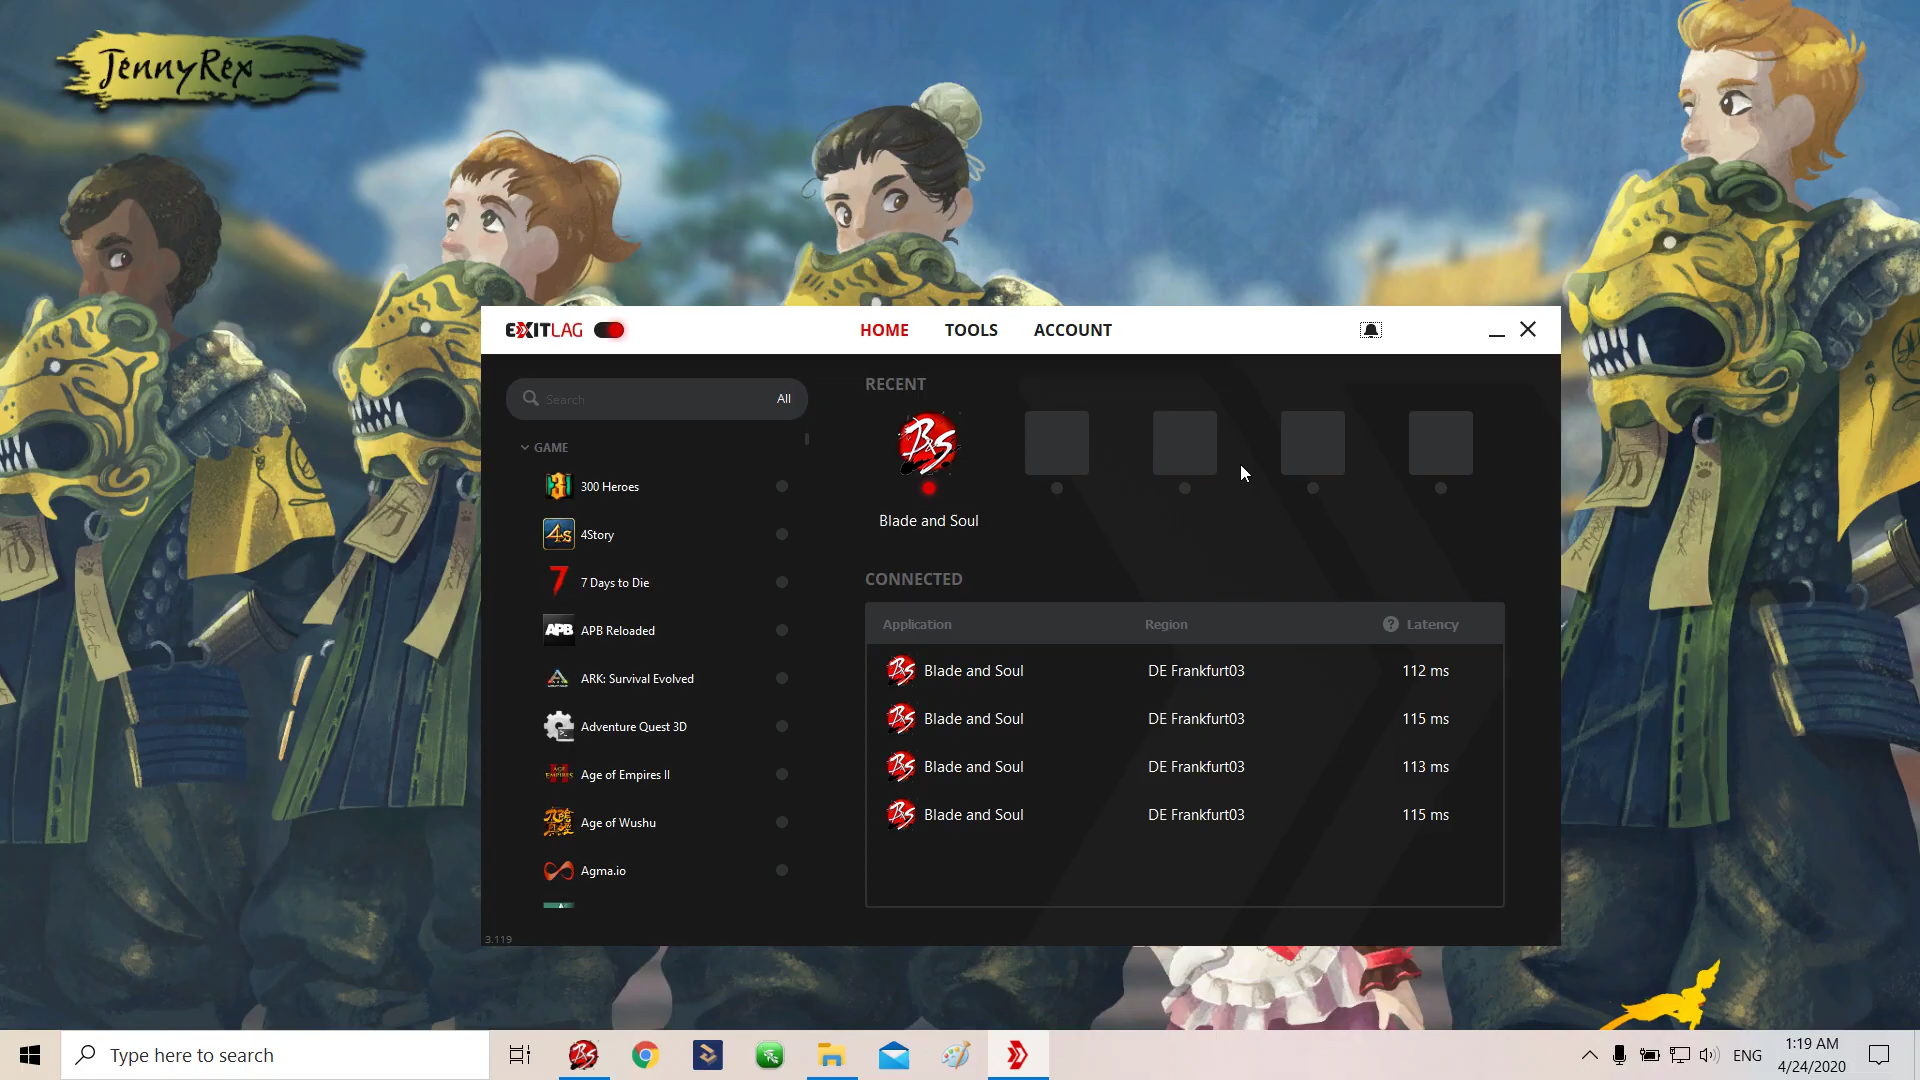 JennyRex
EXITLAG
HOME
TOOLS
ACCOUNT
Search
All
GAME
300 Heroes
4Story
7 Days to Die
APB Reloaded
ARK: Survival Evolved
Adventure Quest 3D
Age of Empires II
Age of Wushu
Agma.io
3.119
RECENT
Blade and Soul
CONNECTED
Application Region ? Latency
Blade and Soul DE Frankfurt03 112 ms
Blade and Soul DE Frankfurt03 115 ms
Blade and Soul DE Frankfurt03 113 ms
Blade and Soul DE Frankfurt03 115 ms
Type here to search
ENG
1:19 AM
4/24/2020